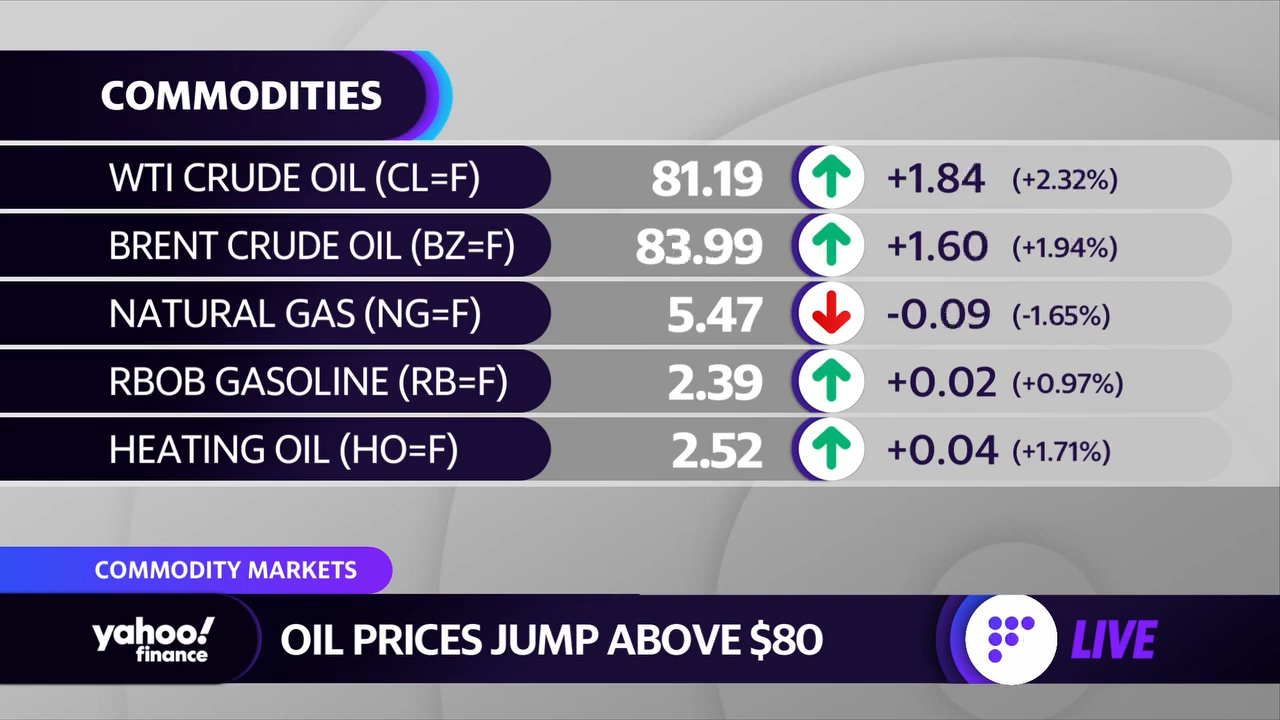 COMMODITIES
WTI CRUDE OIL (CL=F) 81.19 +1.84 (+2.32%)
BRENT CRUDE OIL (BZ=F) 83.99 +1.60 (+1.94%)
NATURAL GAS (NG=F) 5.47 -0.09 (-1.65%)
RBOB GASOLINE (RB=F) 2.39 +0.02 (+0.97%)
HEATING OIL (HO=F) 2.52 +0.04 (+1.71%)
COMMODITY MARKETS
yahoo! finance OIL PRICES JUMP ABOVE $80 LIVE